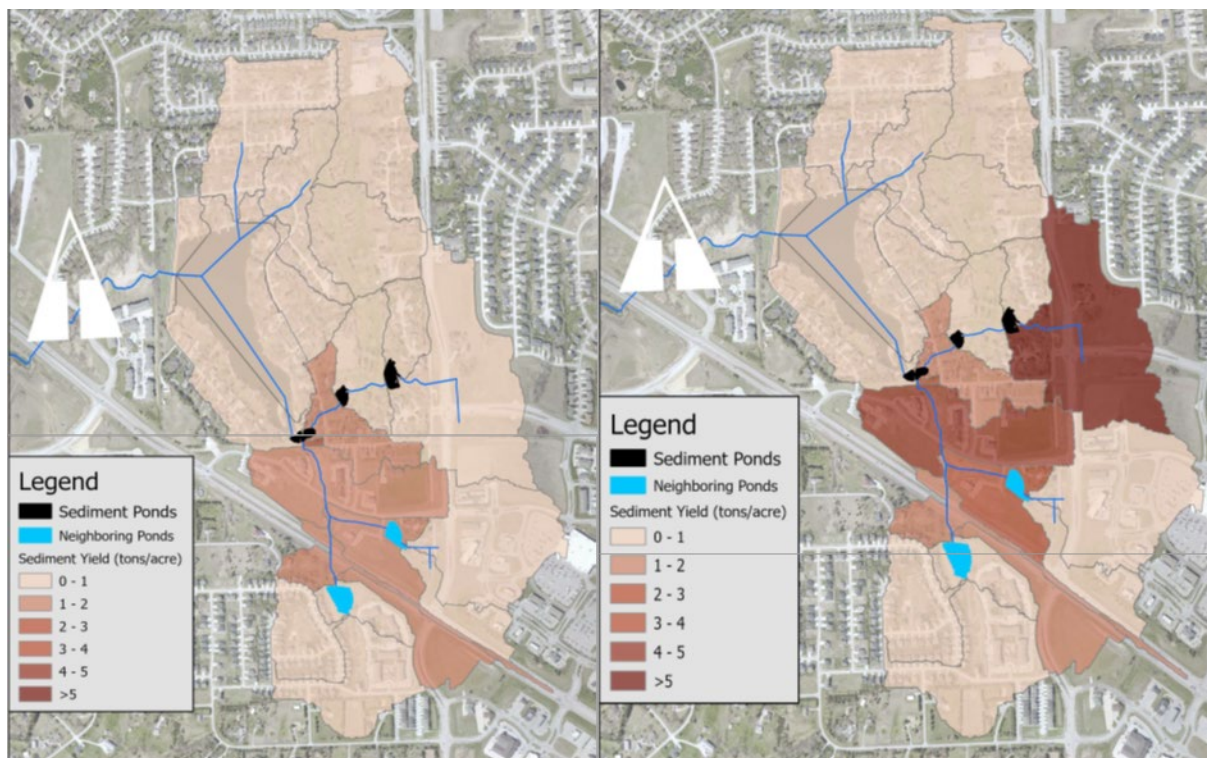 Legend
Sediment Ponds
Neighboring Ponds
Sediment Yield (tons/acre)
0 - 1
1 - 2
2 - 3
3 - 4
4 - 5
>5
Legend
Sediment Ponds
Neighboring Ponds
Sediment Yield (tons/acre)
0 - 1
1 - 2
2 - 3
3 - 4
4 - 5
>5